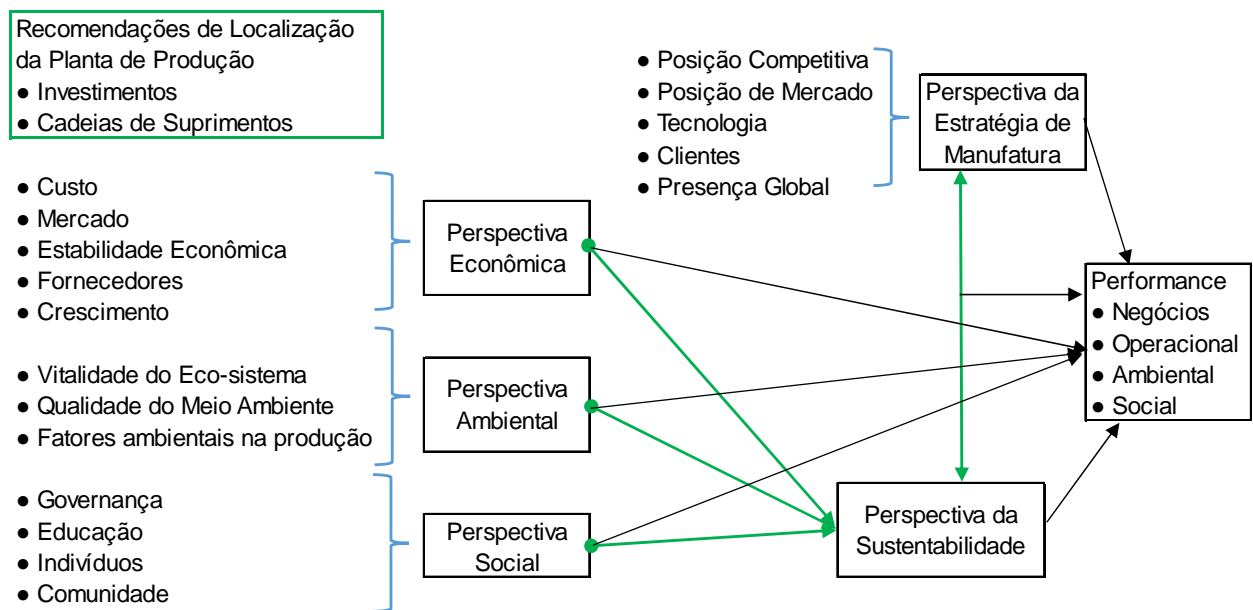 Recomendações de Localização
da Planta de Produção
● Investimentos
● Cadeias de Suprimentos
● Posição Competitiva
● Posição de Mercado
● Tecnologia
● Clientes
● Presença Global
Perspectiva da
Estratégia de
Manufatura
● Custo
● Mercado
● Estabilidade Econômica
● Fornecedores
● Crescimento
Perspectiva
Econômica
Performance
● Negócios
● Operacional
● Ambiental
● Social
● Vitalidade do Eco-sistema
● Qualidade do Meio Ambiente
● Fatores ambientais na produção
Perspectiva
Ambiental
● Governança
● Educação
● Indivíduos
● Comunidade
Perspectiva
Social
Perspectiva da
Sustentabilidade